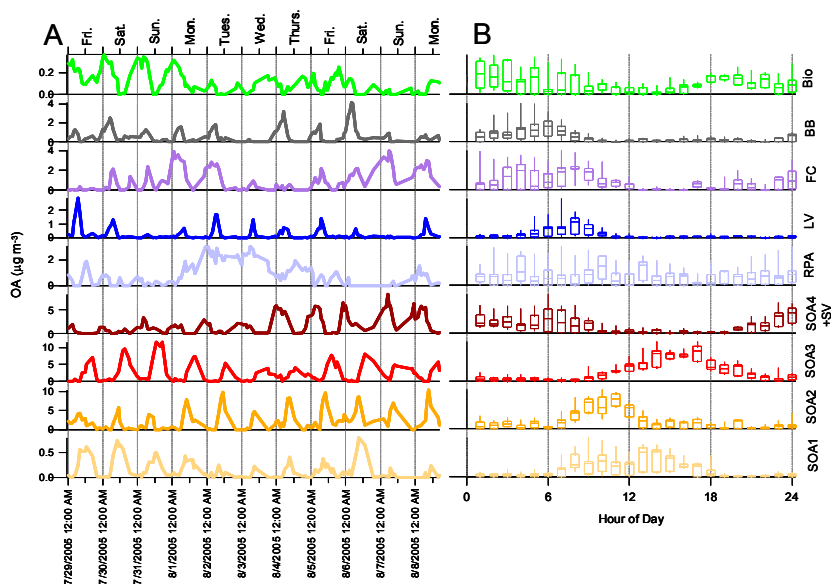 A
B
Fri.
Sat.
Sun.
Mon.
Tues.
Wed.
Thurs.
Fri.
Sat.
Sun.
Mon.
OA (µg m-3)
0.2
0.0
4
2
0
4
2
0
2
1
0
2
0
5
0
10
5
0
10
5
0
0.5
0.0
Bio
BB
FC
LV
RPA
SOA4
+SV
SOA3
SOA2
SOA1
7/29/2005 12:00 AM
7/30/2005 12:00 AM
7/31/2005 12:00 AM
8/1/2005 12:00 AM
8/2/2005 12:00 AM
8/3/2005 12:00 AM
8/4/2005 12:00 AM
8/5/2005 12:00 AM
8/6/2005 12:00 AM
8/7/2005 12:00 AM
8/8/2005 12:00 AM
0
6
12
18
24
Hour of Day